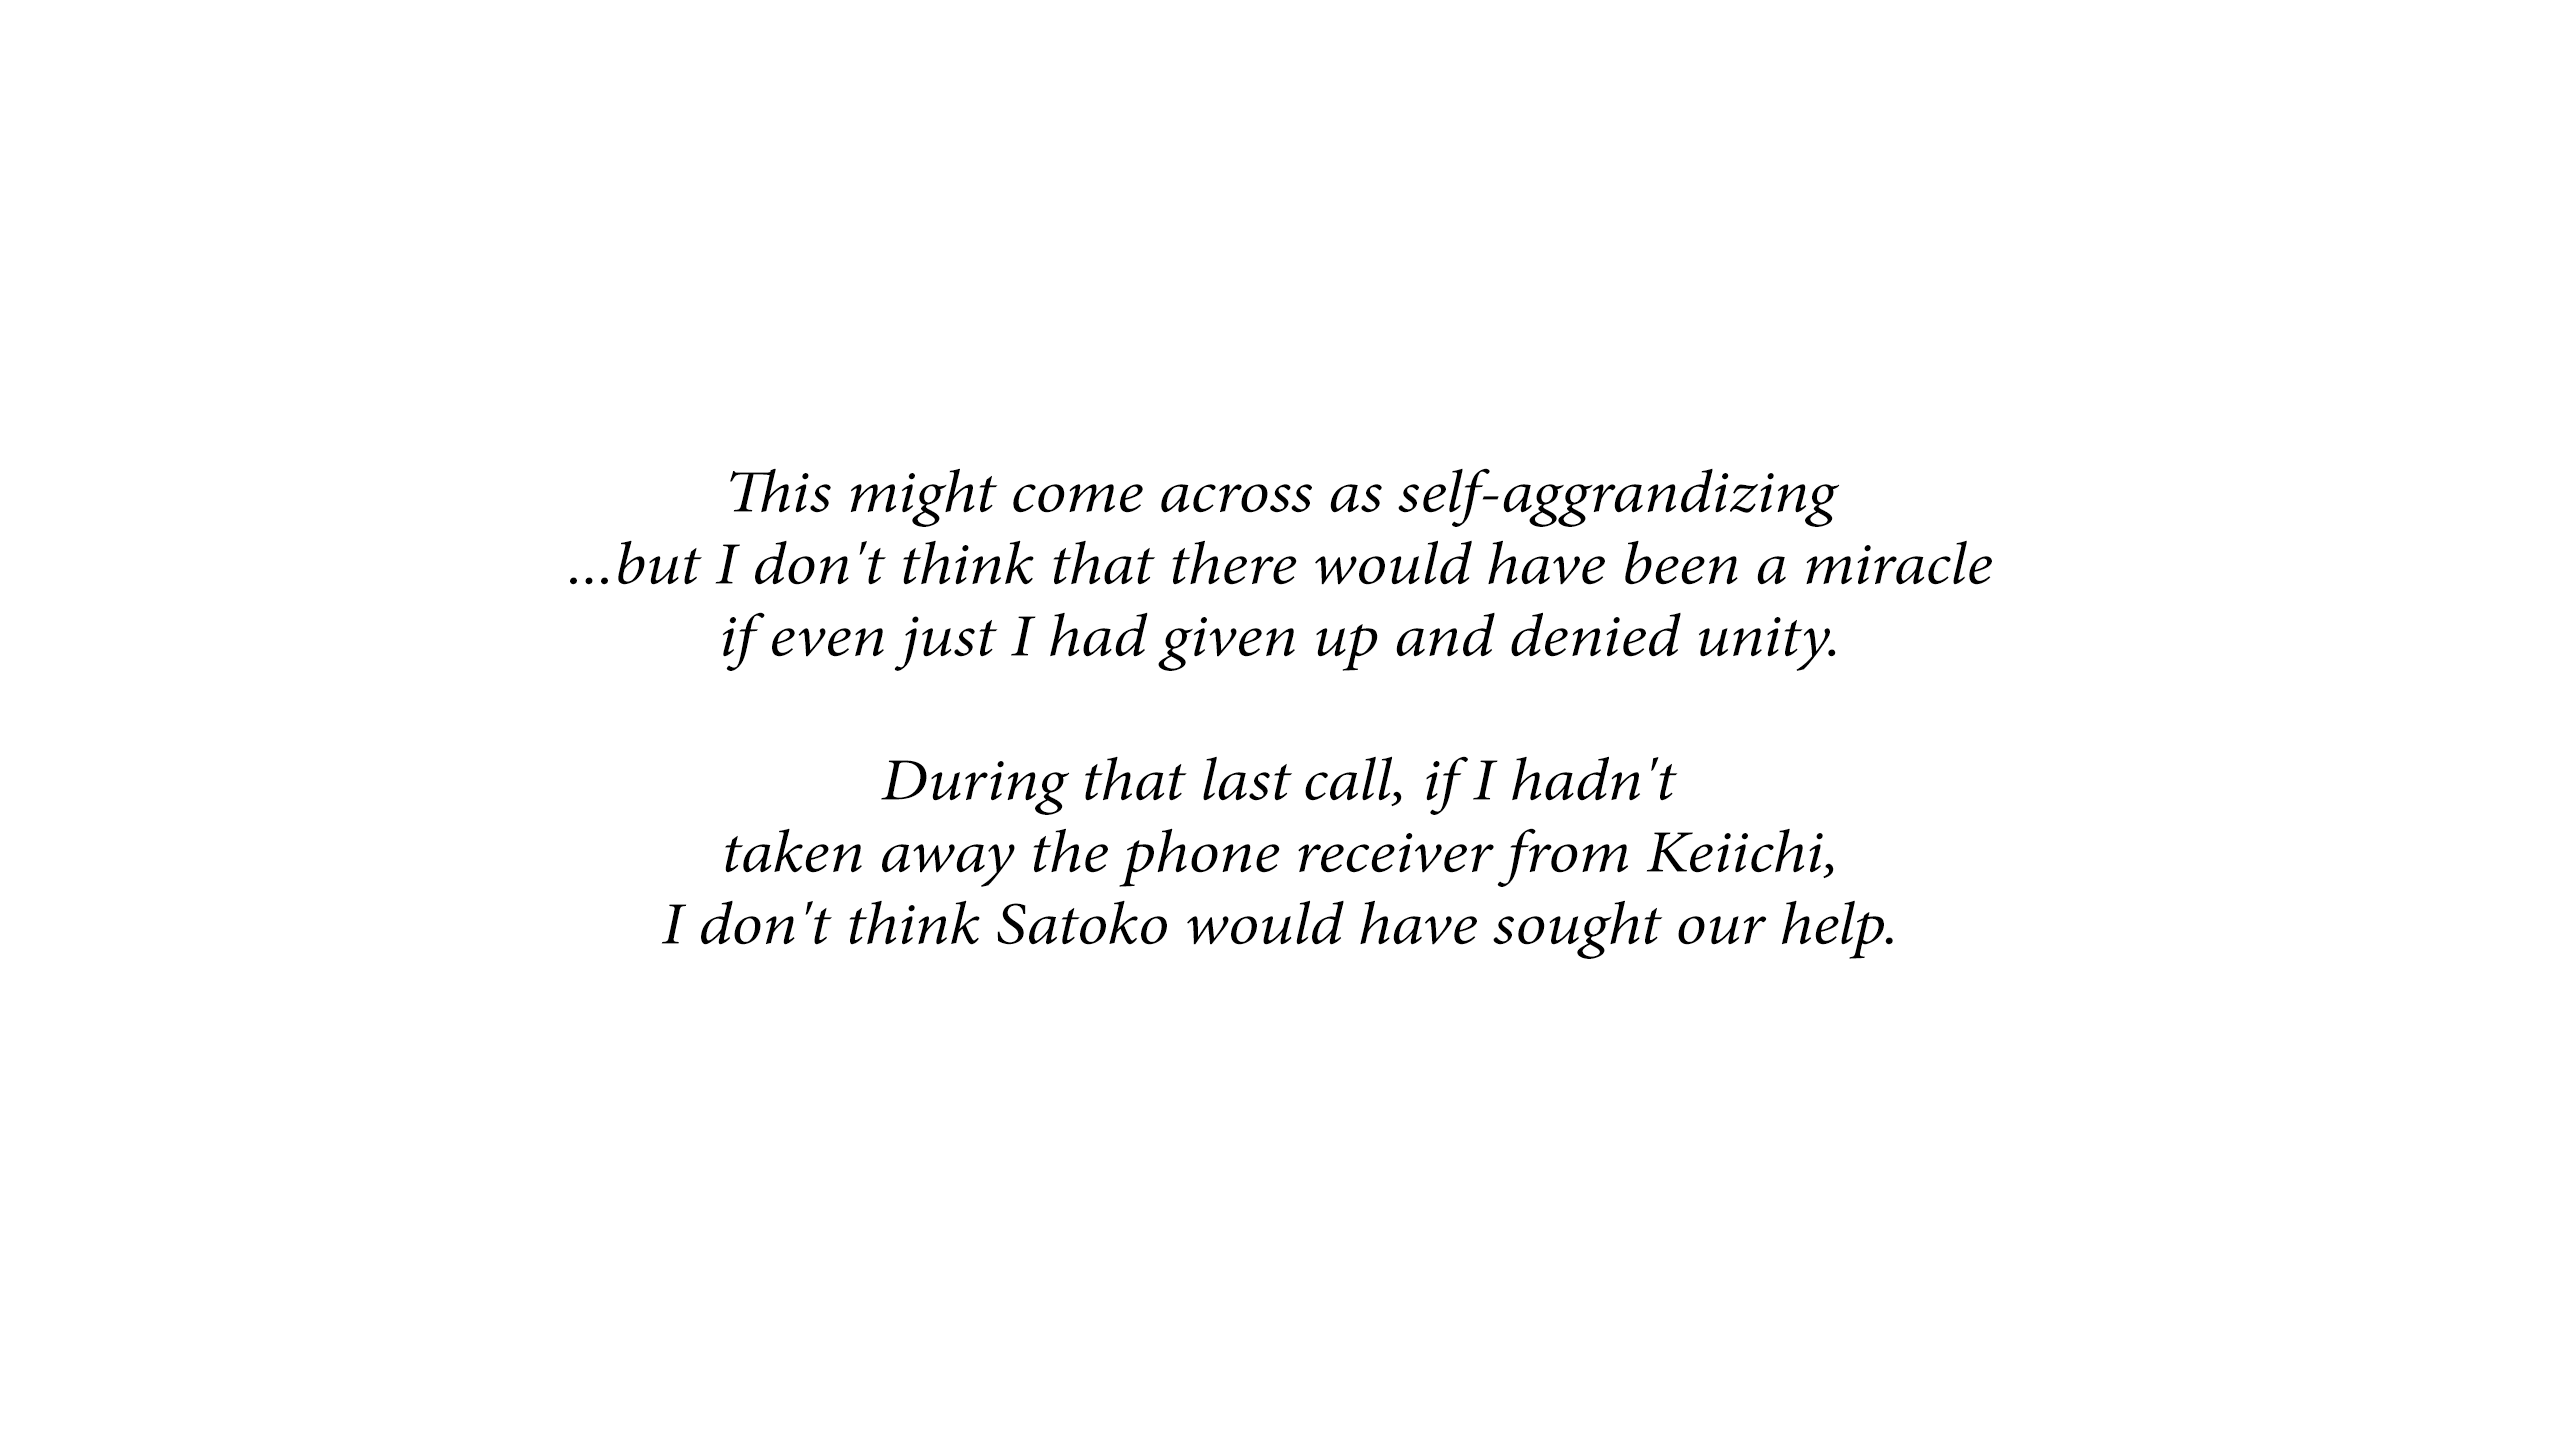 This might come across as self-aggrandizing
...but I don't think that there would have been a miracle
if even just I had given up and denied unity.
During that last call, if I hadn't
taken away the phone receiver from Keiichi,
I don't think Satoko would have sought our help.